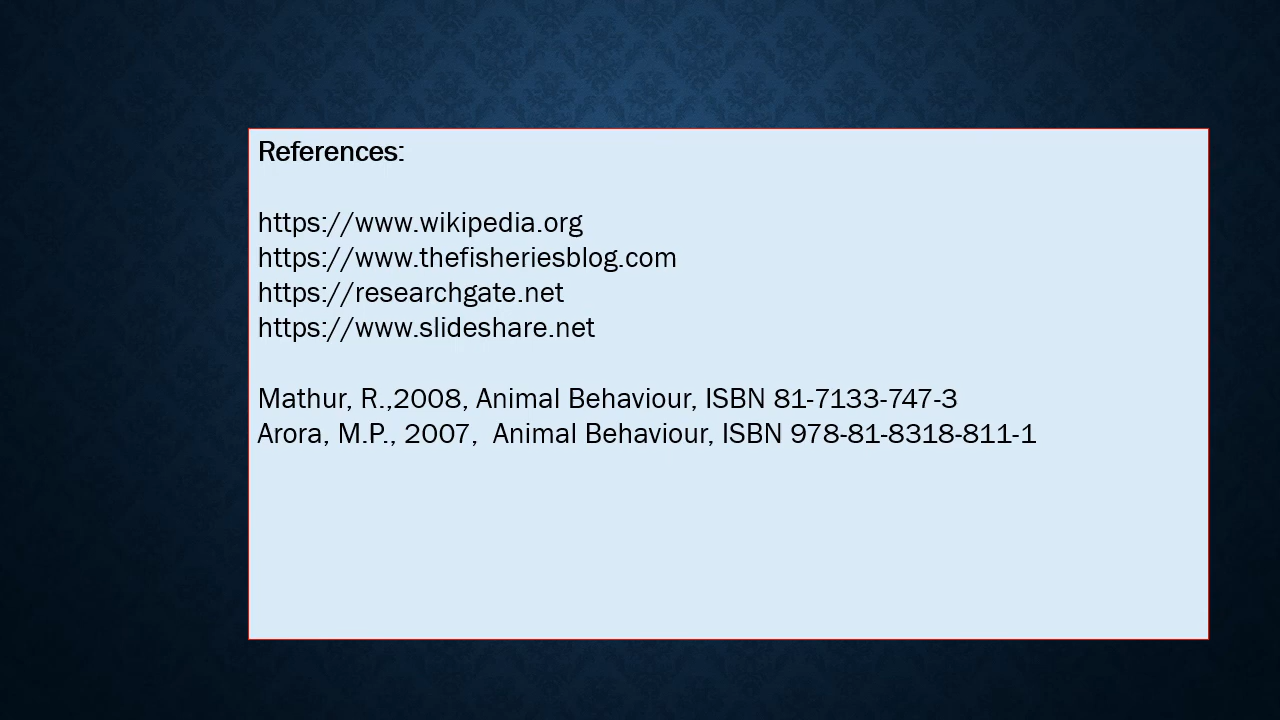 References:
https://www.wikipedia.org
https://www.thefisheriesblog.com
https://researchgate.net
https://www.slideshare.net
Mathur, R.,2008, Animal Behaviour, ISBN 81-7133-747-3
Arora, M.P., 2007,  Animal Behaviour, ISBN 978-81-8318-811-1